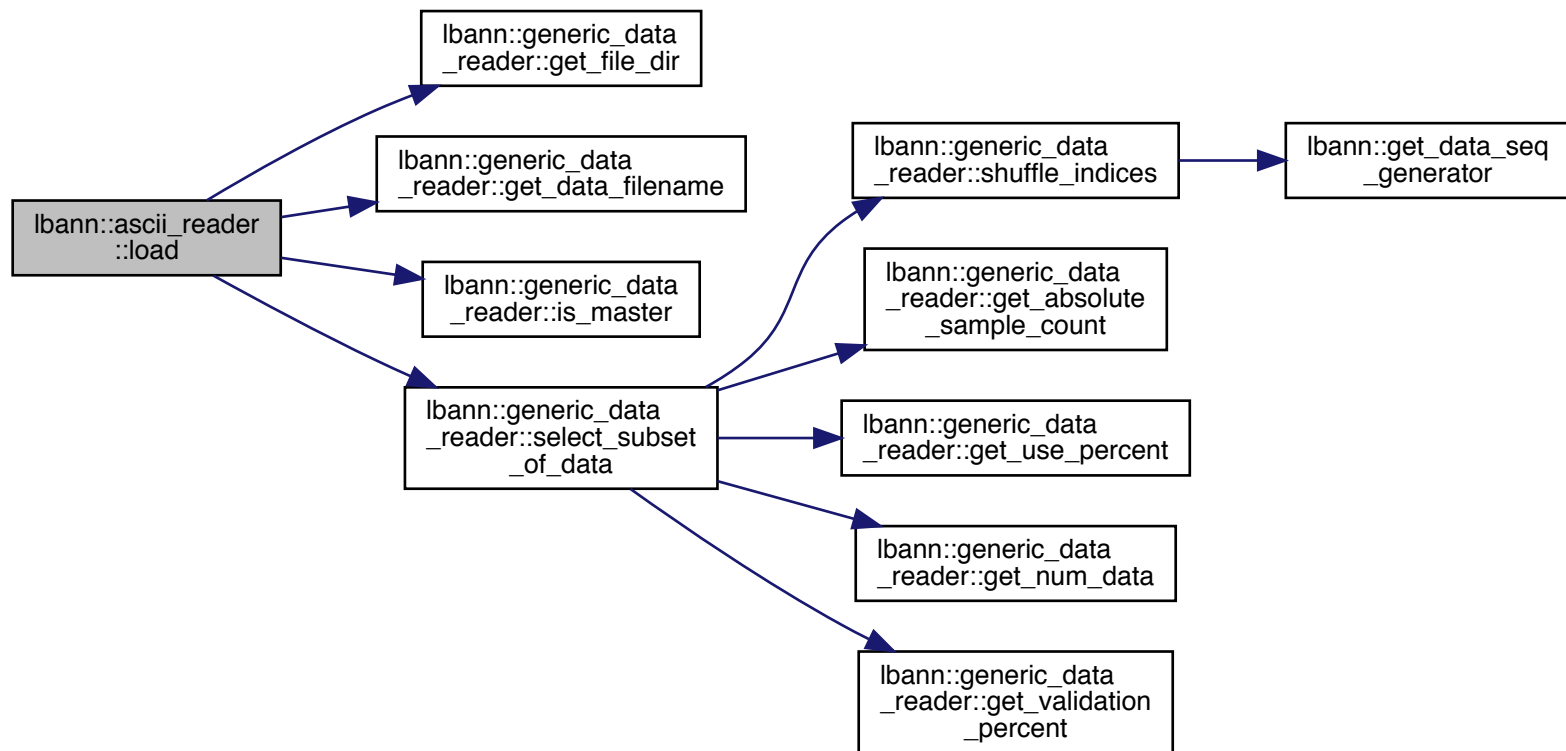 lbann::ascii_reader
::load
lbann::generic_data
_reader::get_file_dir
lbann::generic_data
_reader::get_data_filename
lbann::generic_data
_reader::is_master
lbann::generic_data
_reader::select_subset
_of_data
lbann::generic_data
_reader::shuffle_indices
lbann::generic_data
_reader::get_absolute
_sample_count
lbann::generic_data
_reader::get_use_percent
lbann::generic_data
_reader::get_num_data
lbann::generic_data
_reader::get_validation
_percent
lbann::get_data_seq
_generator